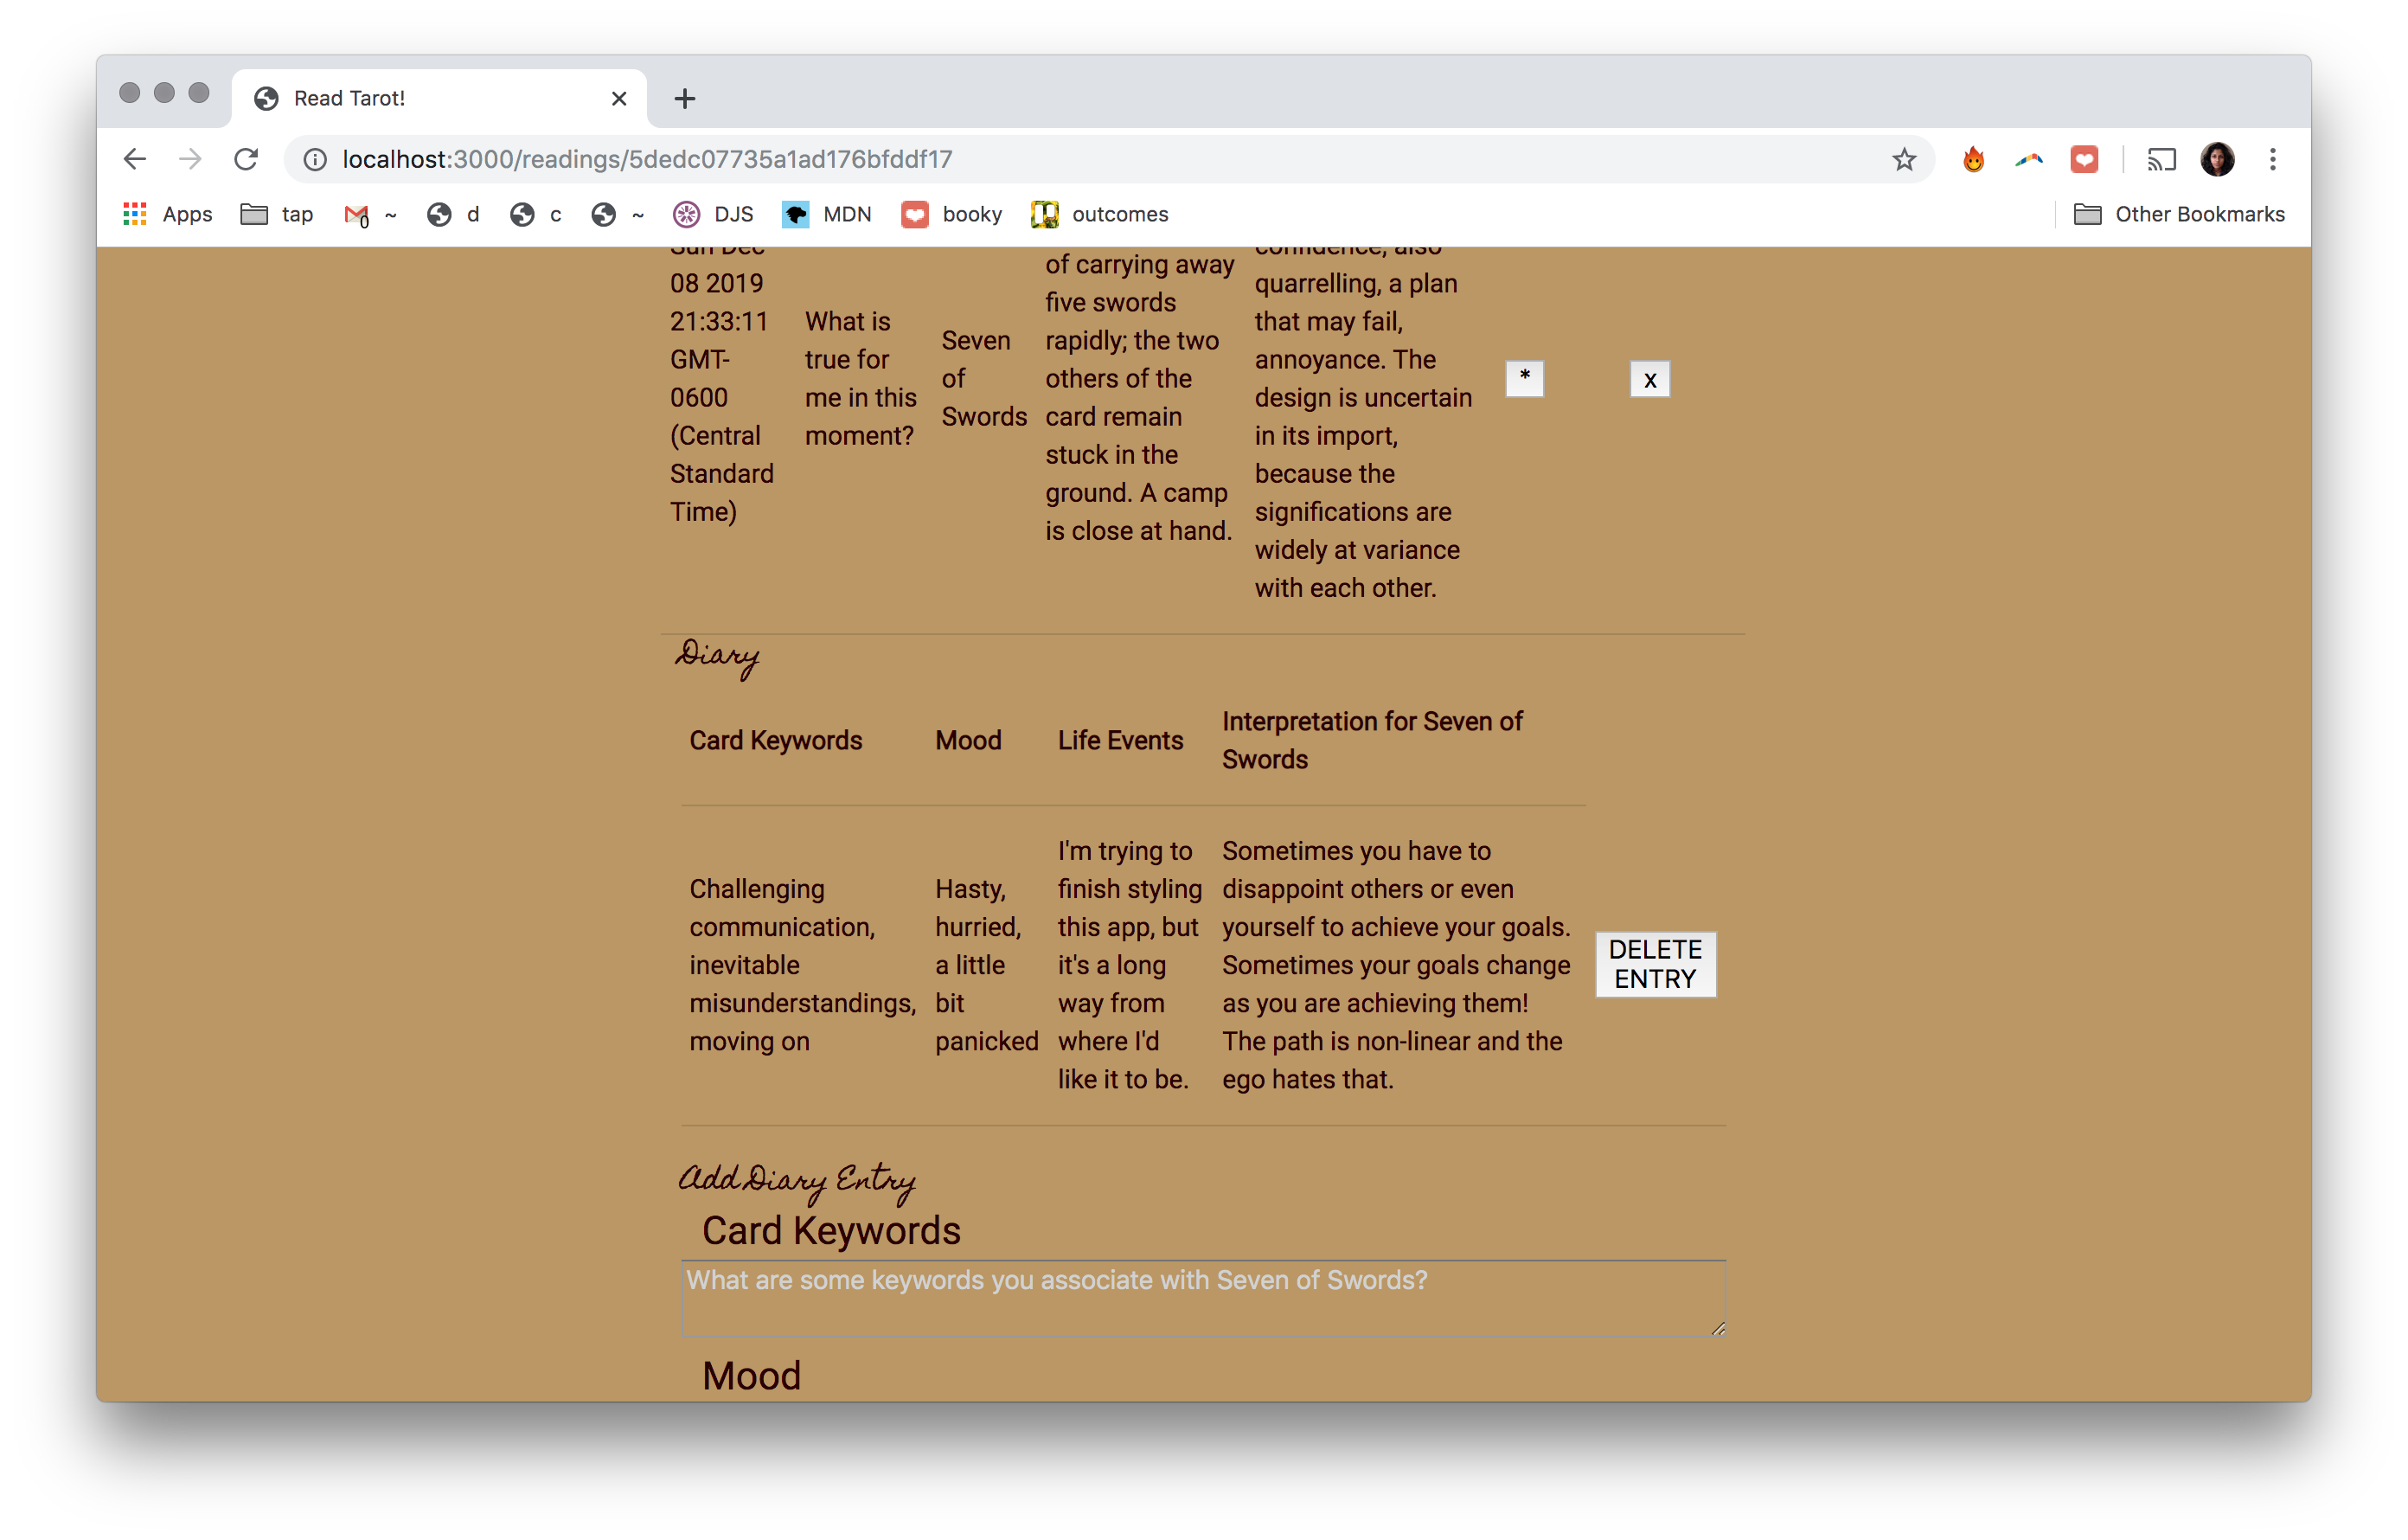 Read Tarot!
localhost:3000/readings/5dedc07735a1ad176bfddf17
Apps tap 0 ~ d c ~ DJS MDN booky outcomes Other Bookmarks
Sun Dec
08 2019
21:33:11
GMT-
0600
(Central
Standard
Time)
What is
true for
me in this
moment?
Seven
of
Swords
of carrying away
five swords
rapidly; the two
others of the
card remain
stuck in the
ground. A camp
is close at hand.
confidence, also
quarrelling, a plan
that may fail,
annoyance. The
design is uncertain
in its import,
because the
significations are
widely at variance
with each other.
*
x
Diary
Card Keywords
Mood
Life Events
Interpretation for Seven of
Swords
Challenging
communication,
inevitable
misunderstandings,
moving on
Hasty,
hurried,
a little
bit
panicked
I'm trying to
finish styling
this app, but
it's a long
way from
where I'd
like it to be.
Sometimes you have to
disappoint others or even
yourself to achieve your goals.
Sometimes your goals change
as you are achieving them!
The path is non-linear and the
ego hates that.
DELETE
ENTRY
Add Diary Entry
Card Keywords
What are some keywords you associate with Seven of Swords?
Mood